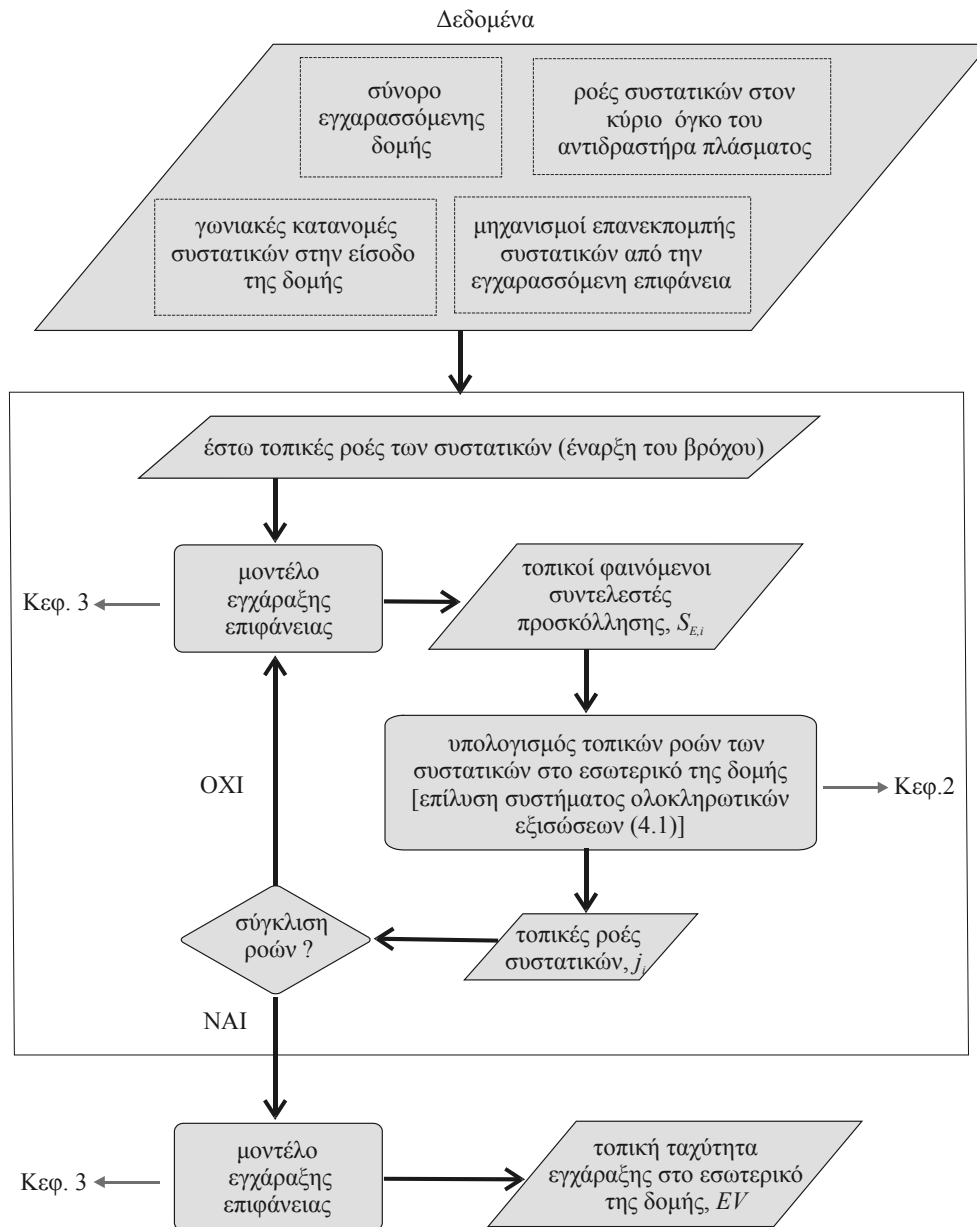 Δεδομένα
σύνορο
εγχαρασσόμενης
δομής
ροές συστατικών στον
κύριο όγκο του
αντιδραστήρα πλάσματος
γωνιακές κατανομές
συστατικών στην είσοδο
της δομής
μηχανισμοί επανεκπομπής
συστατικών από την
εγχαρασσόμενη επιφάνεια
έστω τοπικές ροές των συστατικών (έναρξη του βρόχου)
Κεφ. 3
μοντέλο
εγχάραξης
επιφάνειας
τοπικοί φαινόμενοι
συντελεστές
προσκόλλησης, S_{E,i}
υπολογισμός τοπικών ροών των
συστατικών στο εσωτερικό της δομής
[επίλυση συστήματος ολοκληρωτικών
εξισώσεων (4.1)]
Κεφ.2
ΟΧΙ
σύγκλιση
ροών ?
τοπικές ροές
συστατικών, j_i
ΝΑΙ
Κεφ. 3
μοντέλο
εγχάραξης
επιφάνειας
τοπική ταχύτητα
εγχάραξης στο εσωτερικό
της δομής, EV